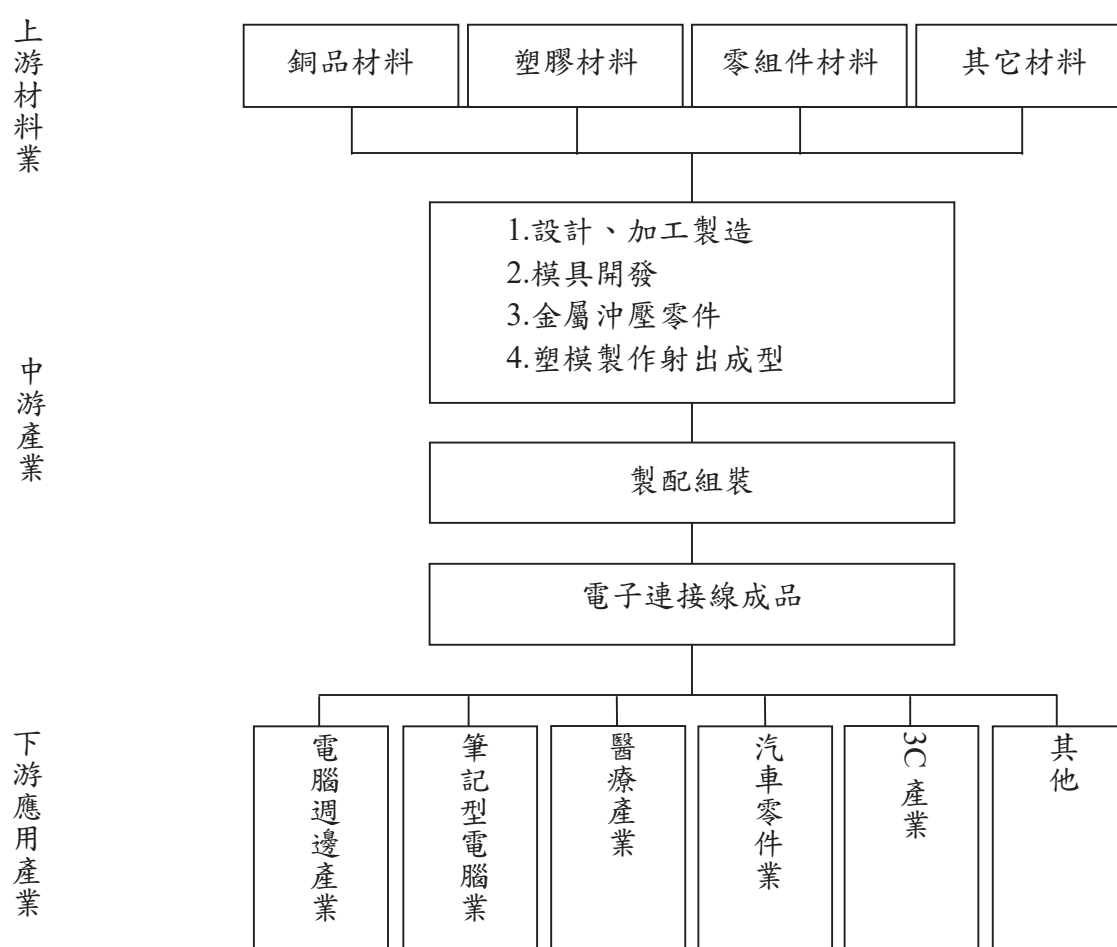 上游材料業
銅品材料
塑膠材料
零組件材料
其它材料
1.設計、加工製造
2.模具開發
3.金屬沖壓零件
4.塑模製作射出成型
中游產業
製配組裝
電子連接線成品
下游應用產業
電腦週邊產業
筆記型電腦業
醫療產業
汽車零件業
3C產業
其他